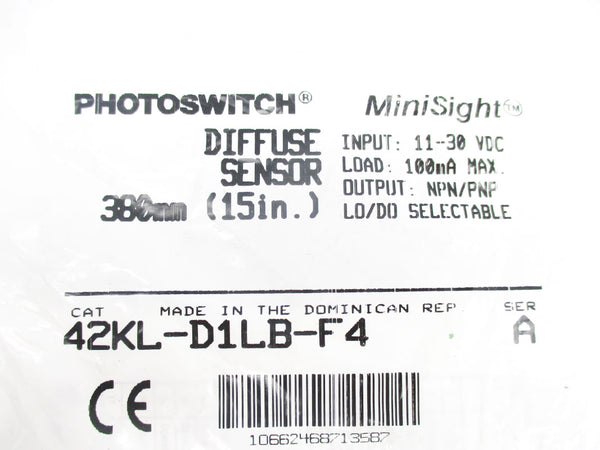 PHOTOSWITCH® MiniSight™
DIFFUSE
SENSOR
380mm (15in.)
INPUT: 11-30 VDC
LOAD: 100mA MAX.
OUTPUT: NPN/PNP
LO/DO SELECTABLE
CAT MADE IN THE DOMINICAN REP. SER
42KL-D1LB-F4 A
CE
10662468713587